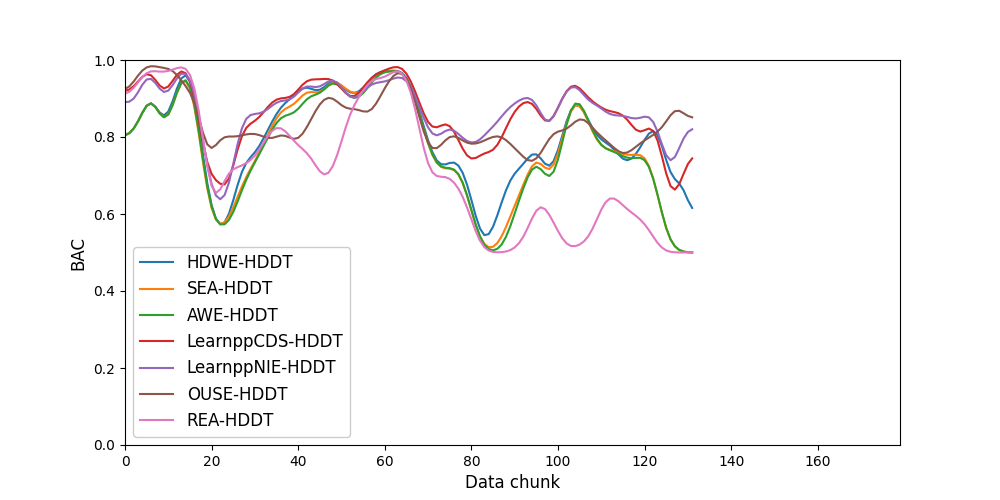 1.0
0.8
0.6
0.4
0.2
0.0
BAC
HDWE-HDDT
SEA-HDDT
AWE-HDDT
LearnppCDS-HDDT
LearnppNIE-HDDT
OUSE-HDDT
REA-HDDT
0 20 40 60 80 100 120 140 160
Data chunk